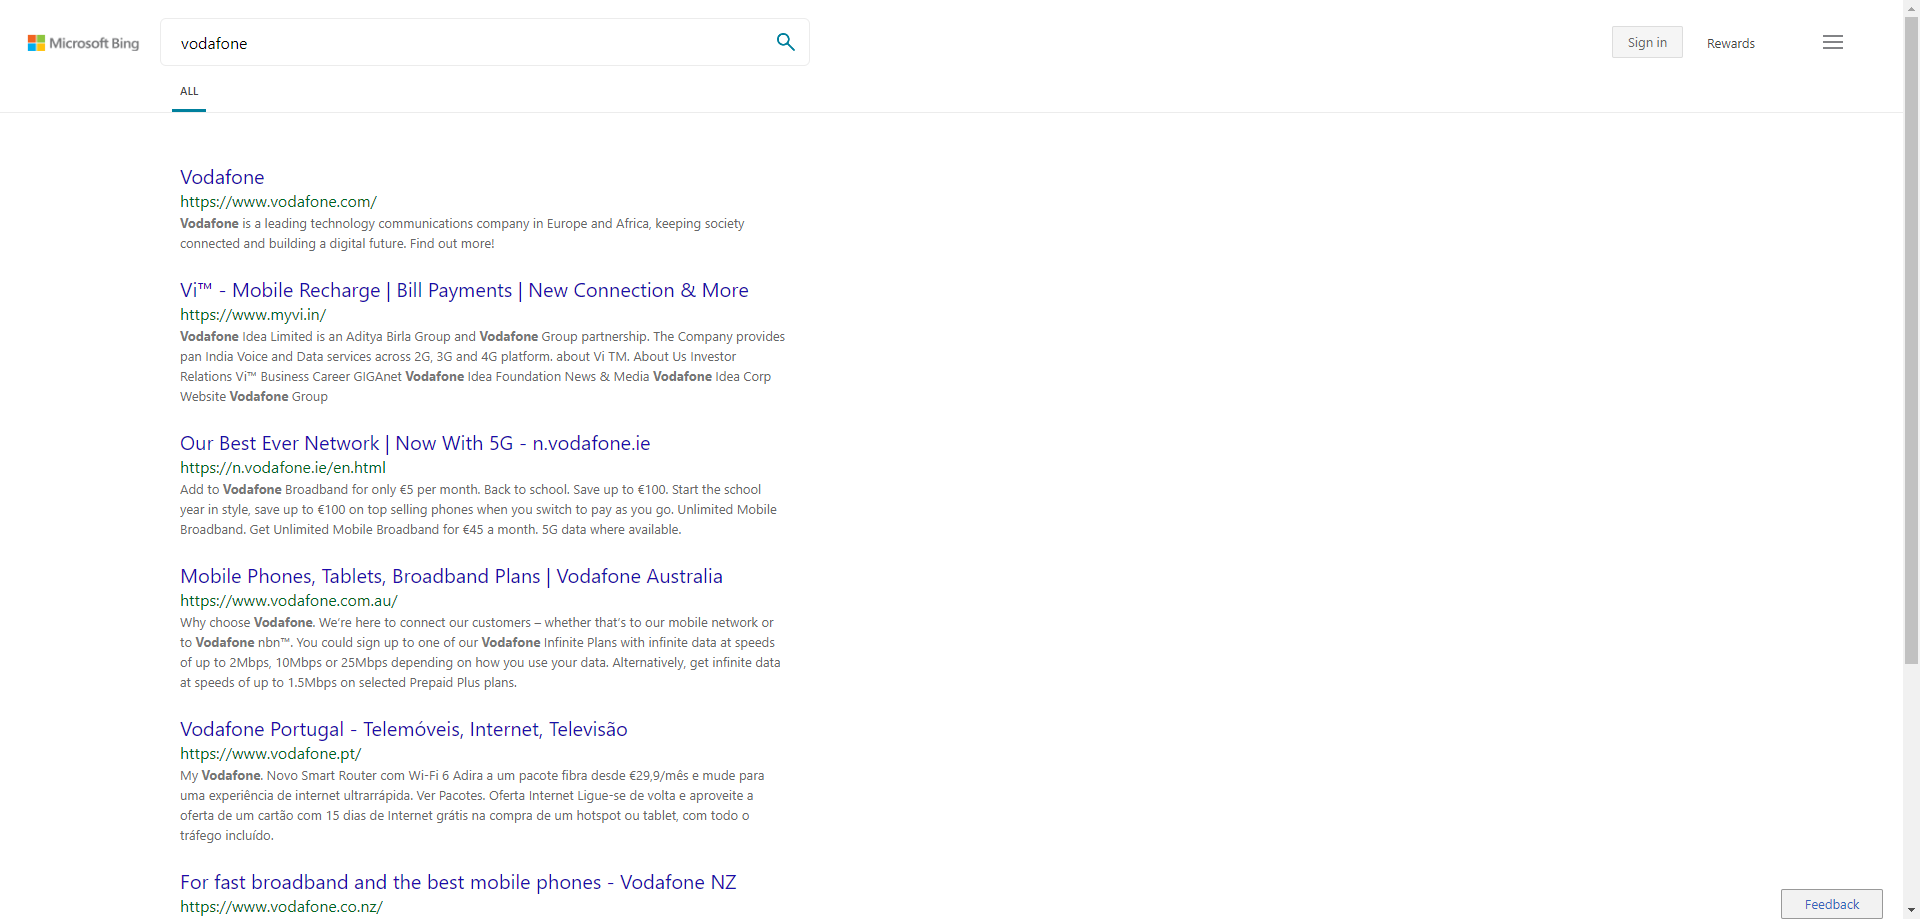 Microsoft Bing
vodafone
Sign in
Rewards
ALL
Vodafone
https://www.vodafone.com/
Vodafone is a leading technology communications company in Europe and Africa, keeping society
connected and building a digital future. Find out more!
Vi™ - Mobile Recharge | Bill Payments | New Connection & More
https://www.myvi.in/
Vodafone Idea Limited is an Aditya Birla Group and Vodafone Group partnership. The Company provides
pan India Voice and Data services across 2G, 3G and 4G platform. about Vi TM. About Us Investor
Relations Vi™ Business Career GIGAnet Vodafone Idea Foundation News & Media Vodafone Idea Corp
Website Vodafone Group
Our Best Ever Network | Now With 5G - n.vodafone.ie
https://n.vodafone.ie/en.html
Add to Vodafone Broadband for only €5 per month. Back to school. Save up to €100. Start the school
year in style, save up to €100 on top selling phones when you switch to pay as you go. Unlimited Mobile
Broadband. Get Unlimited Mobile Broadband for €45 a month. 5G data where available.
Mobile Phones, Tablets, Broadband Plans | Vodafone Australia
https://www.vodafone.com.au/
Why choose Vodafone. We’re here to connect our customers – whether that’s to our mobile network or
to Vodafone nbn™. You could sign up to one of our Vodafone Infinite Plans with infinite data at speeds
of up to 2Mbps, 10Mbps or 25Mbps depending on how you use your data. Alternatively, get infinite data
at speeds of up to 1.5Mbps on selected Prepaid Plus plans.
Vodafone Portugal - Telemóveis, Internet, Televisão
https://www.vodafone.pt/
My Vodafone. Novo Smart Router com Wi-Fi 6 Adira a um pacote fibra desde €29,9/mês e mude para
uma experiência de internet ultrarrápida. Ver Pacotes. Oferta Internet Ligue-se de volta e aproveite a
oferta de um cartão com 15 dias de Internet grátis na compra de um hotspot ou tablet, com todo o
tráfego incluído.
For fast broadband and the best mobile phones - Vodafone NZ
https://www.vodafone.co.nz/
Feedback